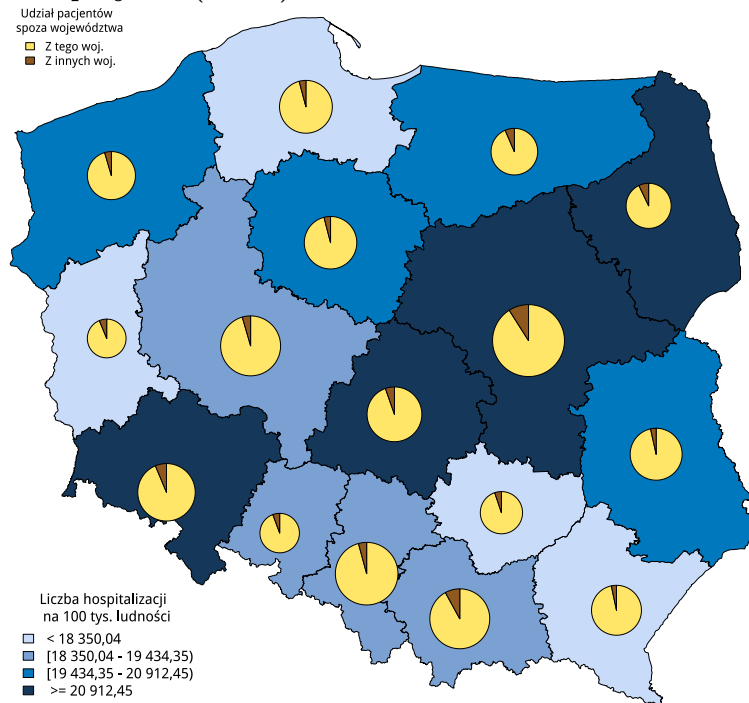 Udział pacjentów
spoza województwa
Z tego woj.
Z innych woj.
Liczba hospitalizacji
na 100 tys. ludności
< 18 350,04
[18 350,04 - 19 434,35)
[19 434,35 - 20 912,45)
>= 20 912,45